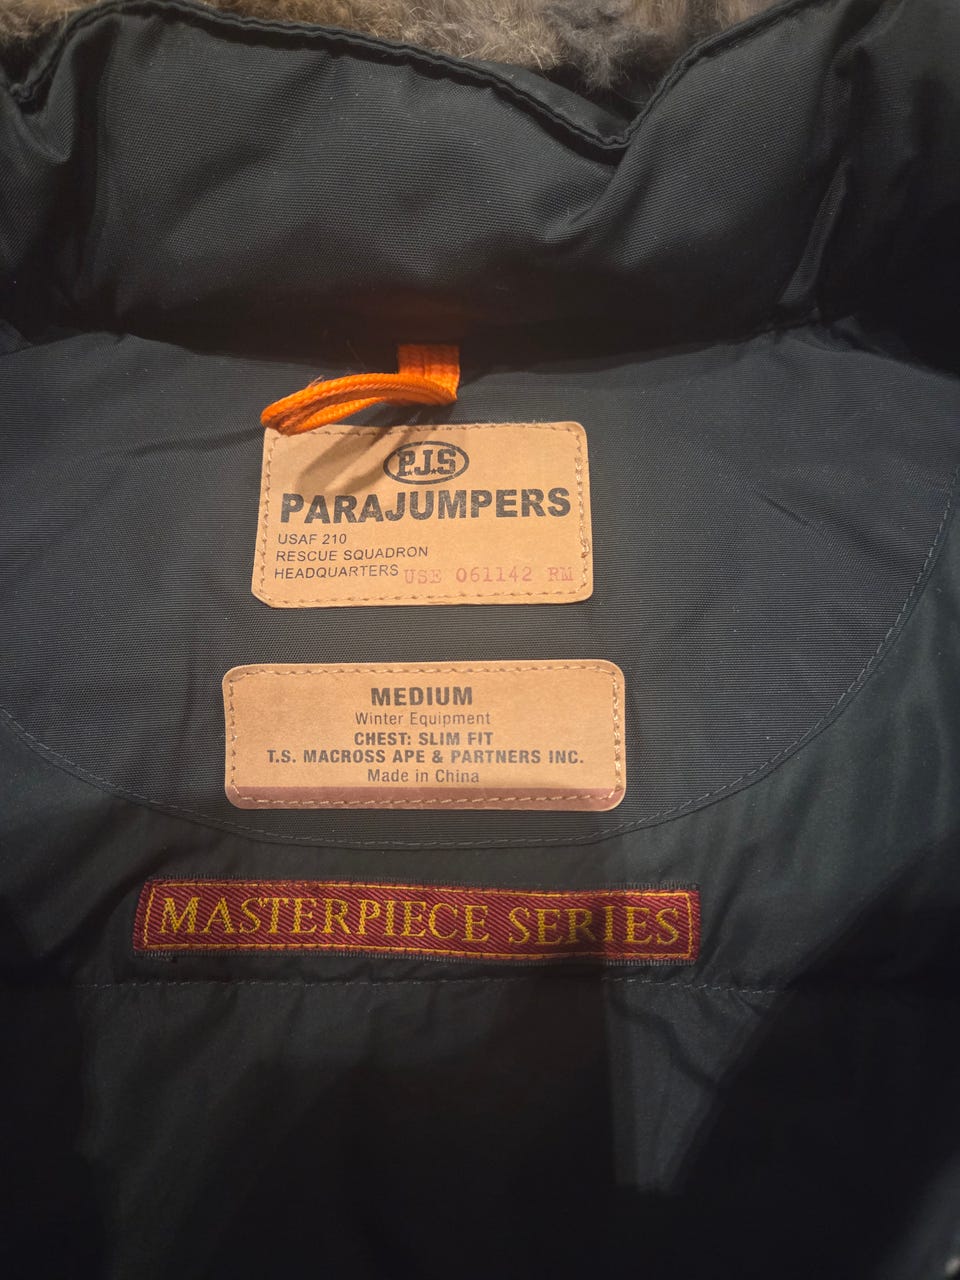 P.J.S
PARAJUMPERS
USAF 210
RESCUE SQUADRON
HEADQUARTERS USE 061142 RM
MEDIUM
Winter Equipment
CHEST: SLIM FIT
T.S. MACROSS APE & PARTNERS INC.
Made in China
MASTERPIECE SERIES